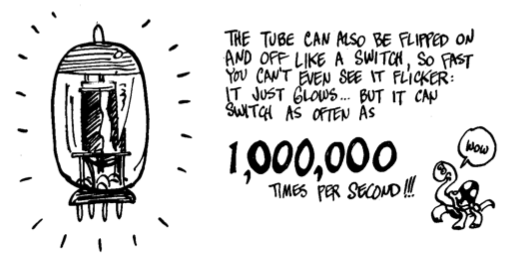 THE TUBE CAN ALSO BE FLIPPED ON
AND OFF LIKE A SWITCH, SO FAST
YOU CAN'T EVEN SEE IT FLICKER:
IT JUST GLOWS... BUT IT CAN
SWITCH AS OFTEN AS
1,000,000
TIMES PER SECOND!!!
WOW